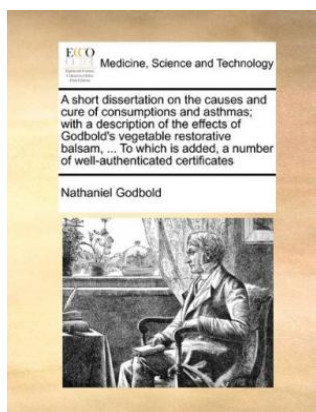 ECCO
Medicine, Science and Technology
A short dissertation on the causes and
cure of consumptions and asthmas;
with a description of the effects of
Godbold's vegetable restorative
balsam, ... To which is added, a number
of well-authenticated certificates
Nathaniel Godbold